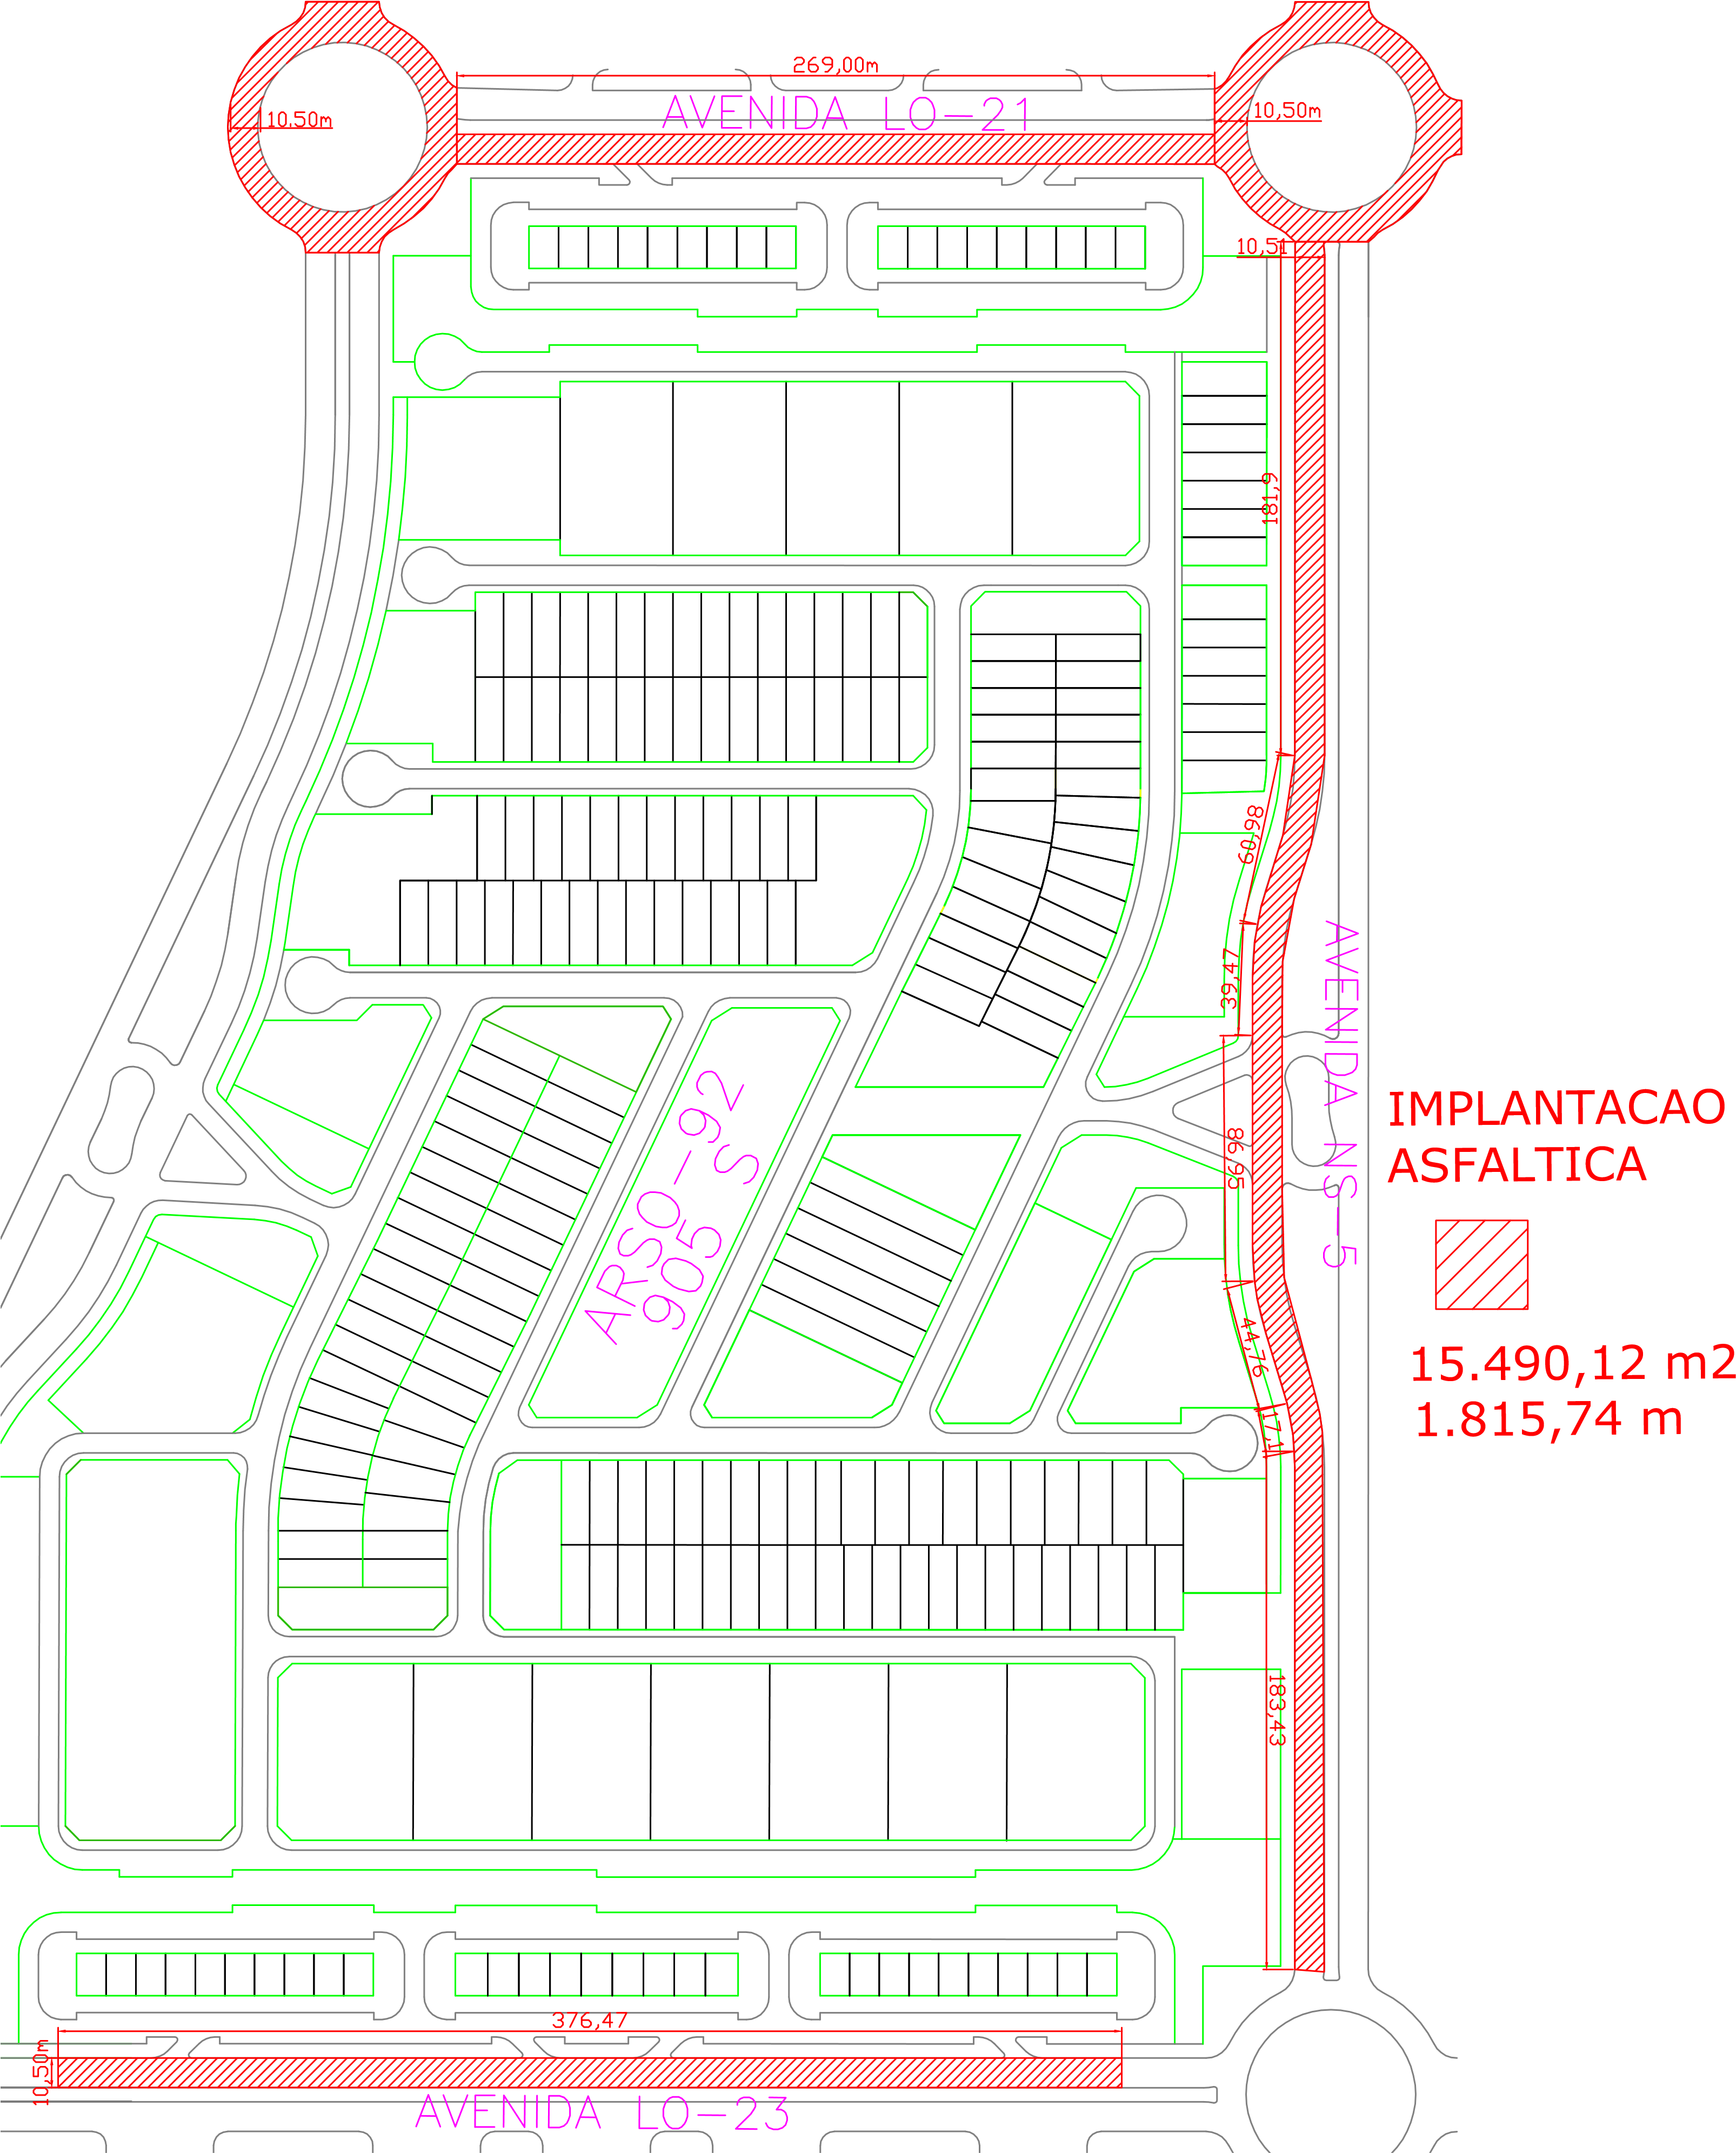 269,00m
AVENIDA LO-21
10.50m
10,50m
10,51
181,9
60,98
39,47
AVENIDA NS-5
IMPLANTACAO
ASFALTICA
86,95
ARSO-92
905 S
15.490,12 m2
1.815,74 m
44,76
17,1
183,43
376,47
10,50m
AVENIDA LO-23